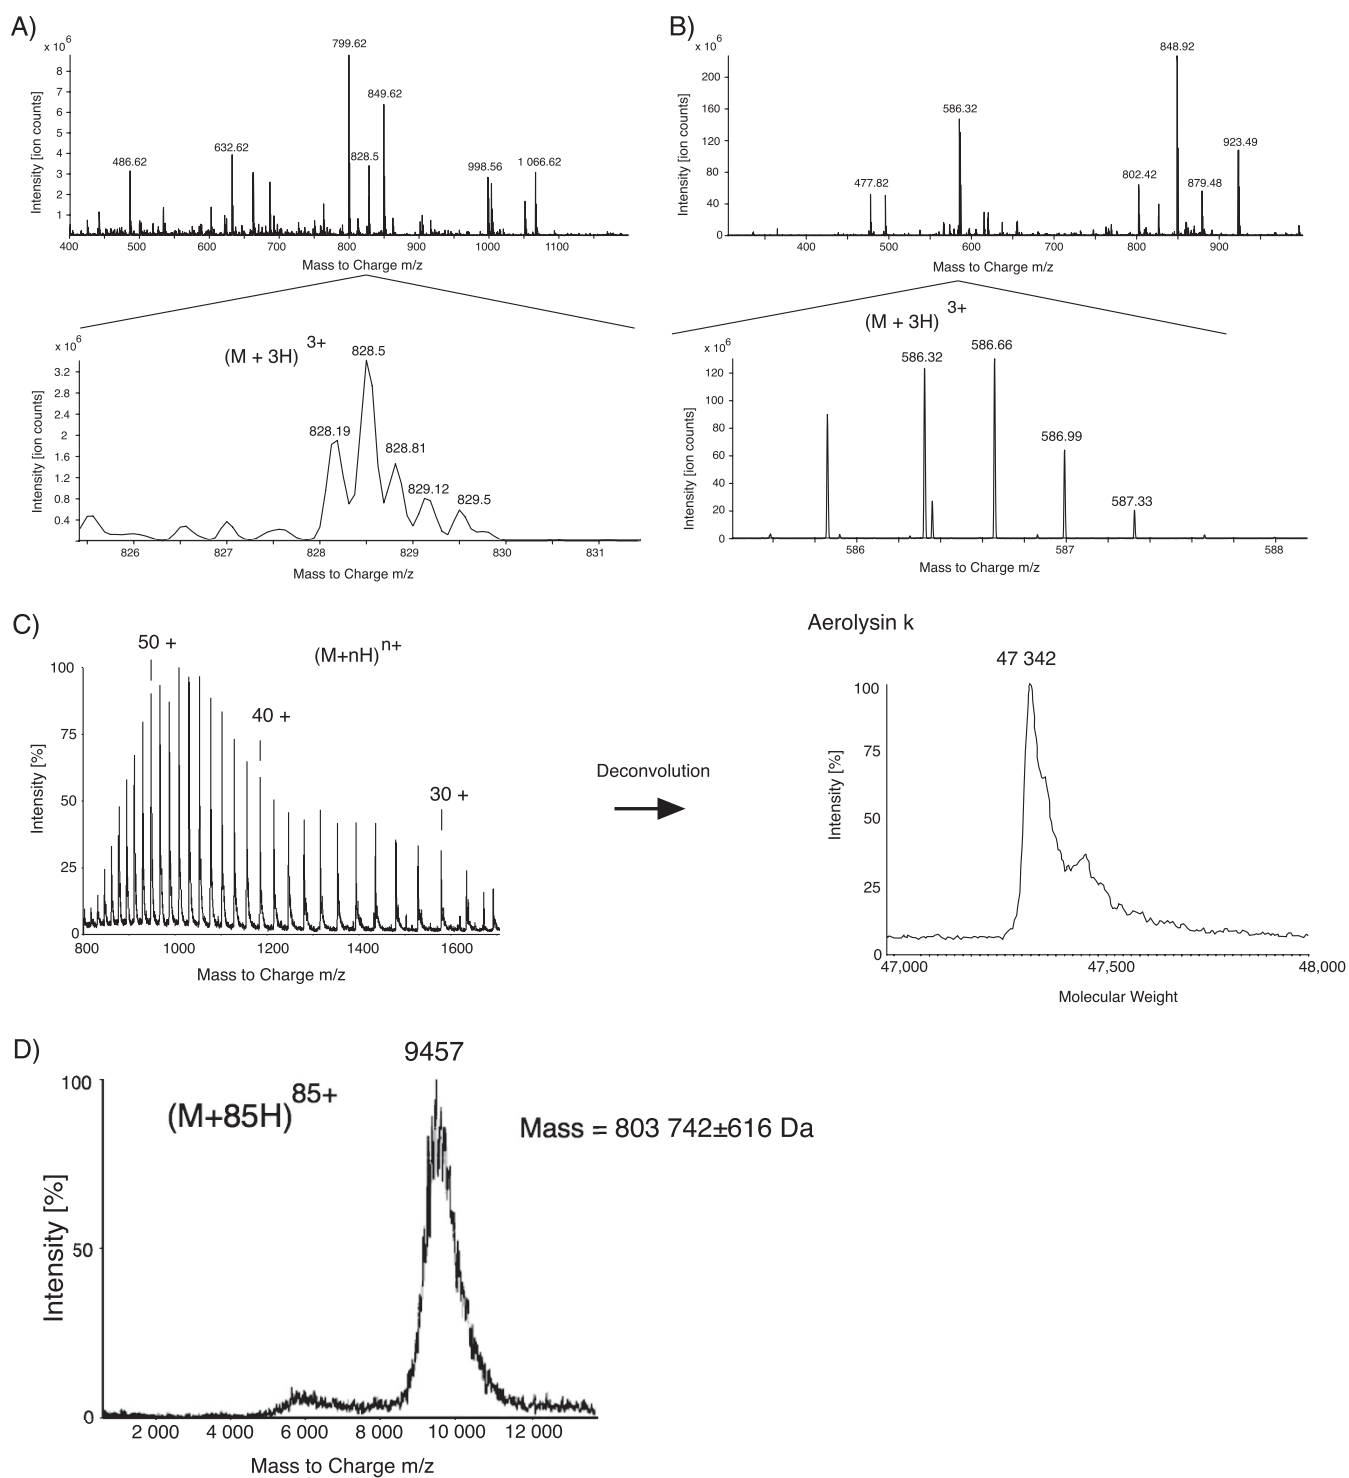 A)
x 10 6
799.62
849.62
632.62
828.5
486.62
998.56
1 066.62
8
7
6
5
4
3
2
1
Intensity [ion counts]
400 500 600 700 800 900 1000 1100
Mass to Charge m/z
(M + 3H) 3+
x 10 6
828.5
828.19
828.81
829.12
829.5
3.2
2.8
2.4
2
1.6
1.2
0.8
0.4
Intensity [ion counts]
826 827 828 829 830 831
Mass to Charge m/z
B)
x 10 6
848.92
586.32
923.49
802.42
879.48
477.82
200
160
120
80
40
0
Intensity [ion counts]
400 500 600 700 800 900
Mass to Charge m/z
(M + 3H) 3+
x 10 6
586.32
586.66
586.99
587.33
120
100
80
60
40
20
0
Intensity [ion counts]
586 587 588
Mass to Charge m/z
C)
50 +
(M+nH) n+
40 +
30 +
100
75
50
25
0
Intensity [%]
800 1000 1200 1400 1600
Mass to Charge m/z
Deconvolution
Aerolysin k
47 342
100
75
50
25
0
Intensity [%]
47,000 47,500 48,000
Molecular Weight
D)
9457
(M+85H) 85+
Mass = 803 742±616 Da
100
50
0
Intensity [%]
2 000 4 000 6 000 8 000 10 000 12 000
Mass to Charge m/z